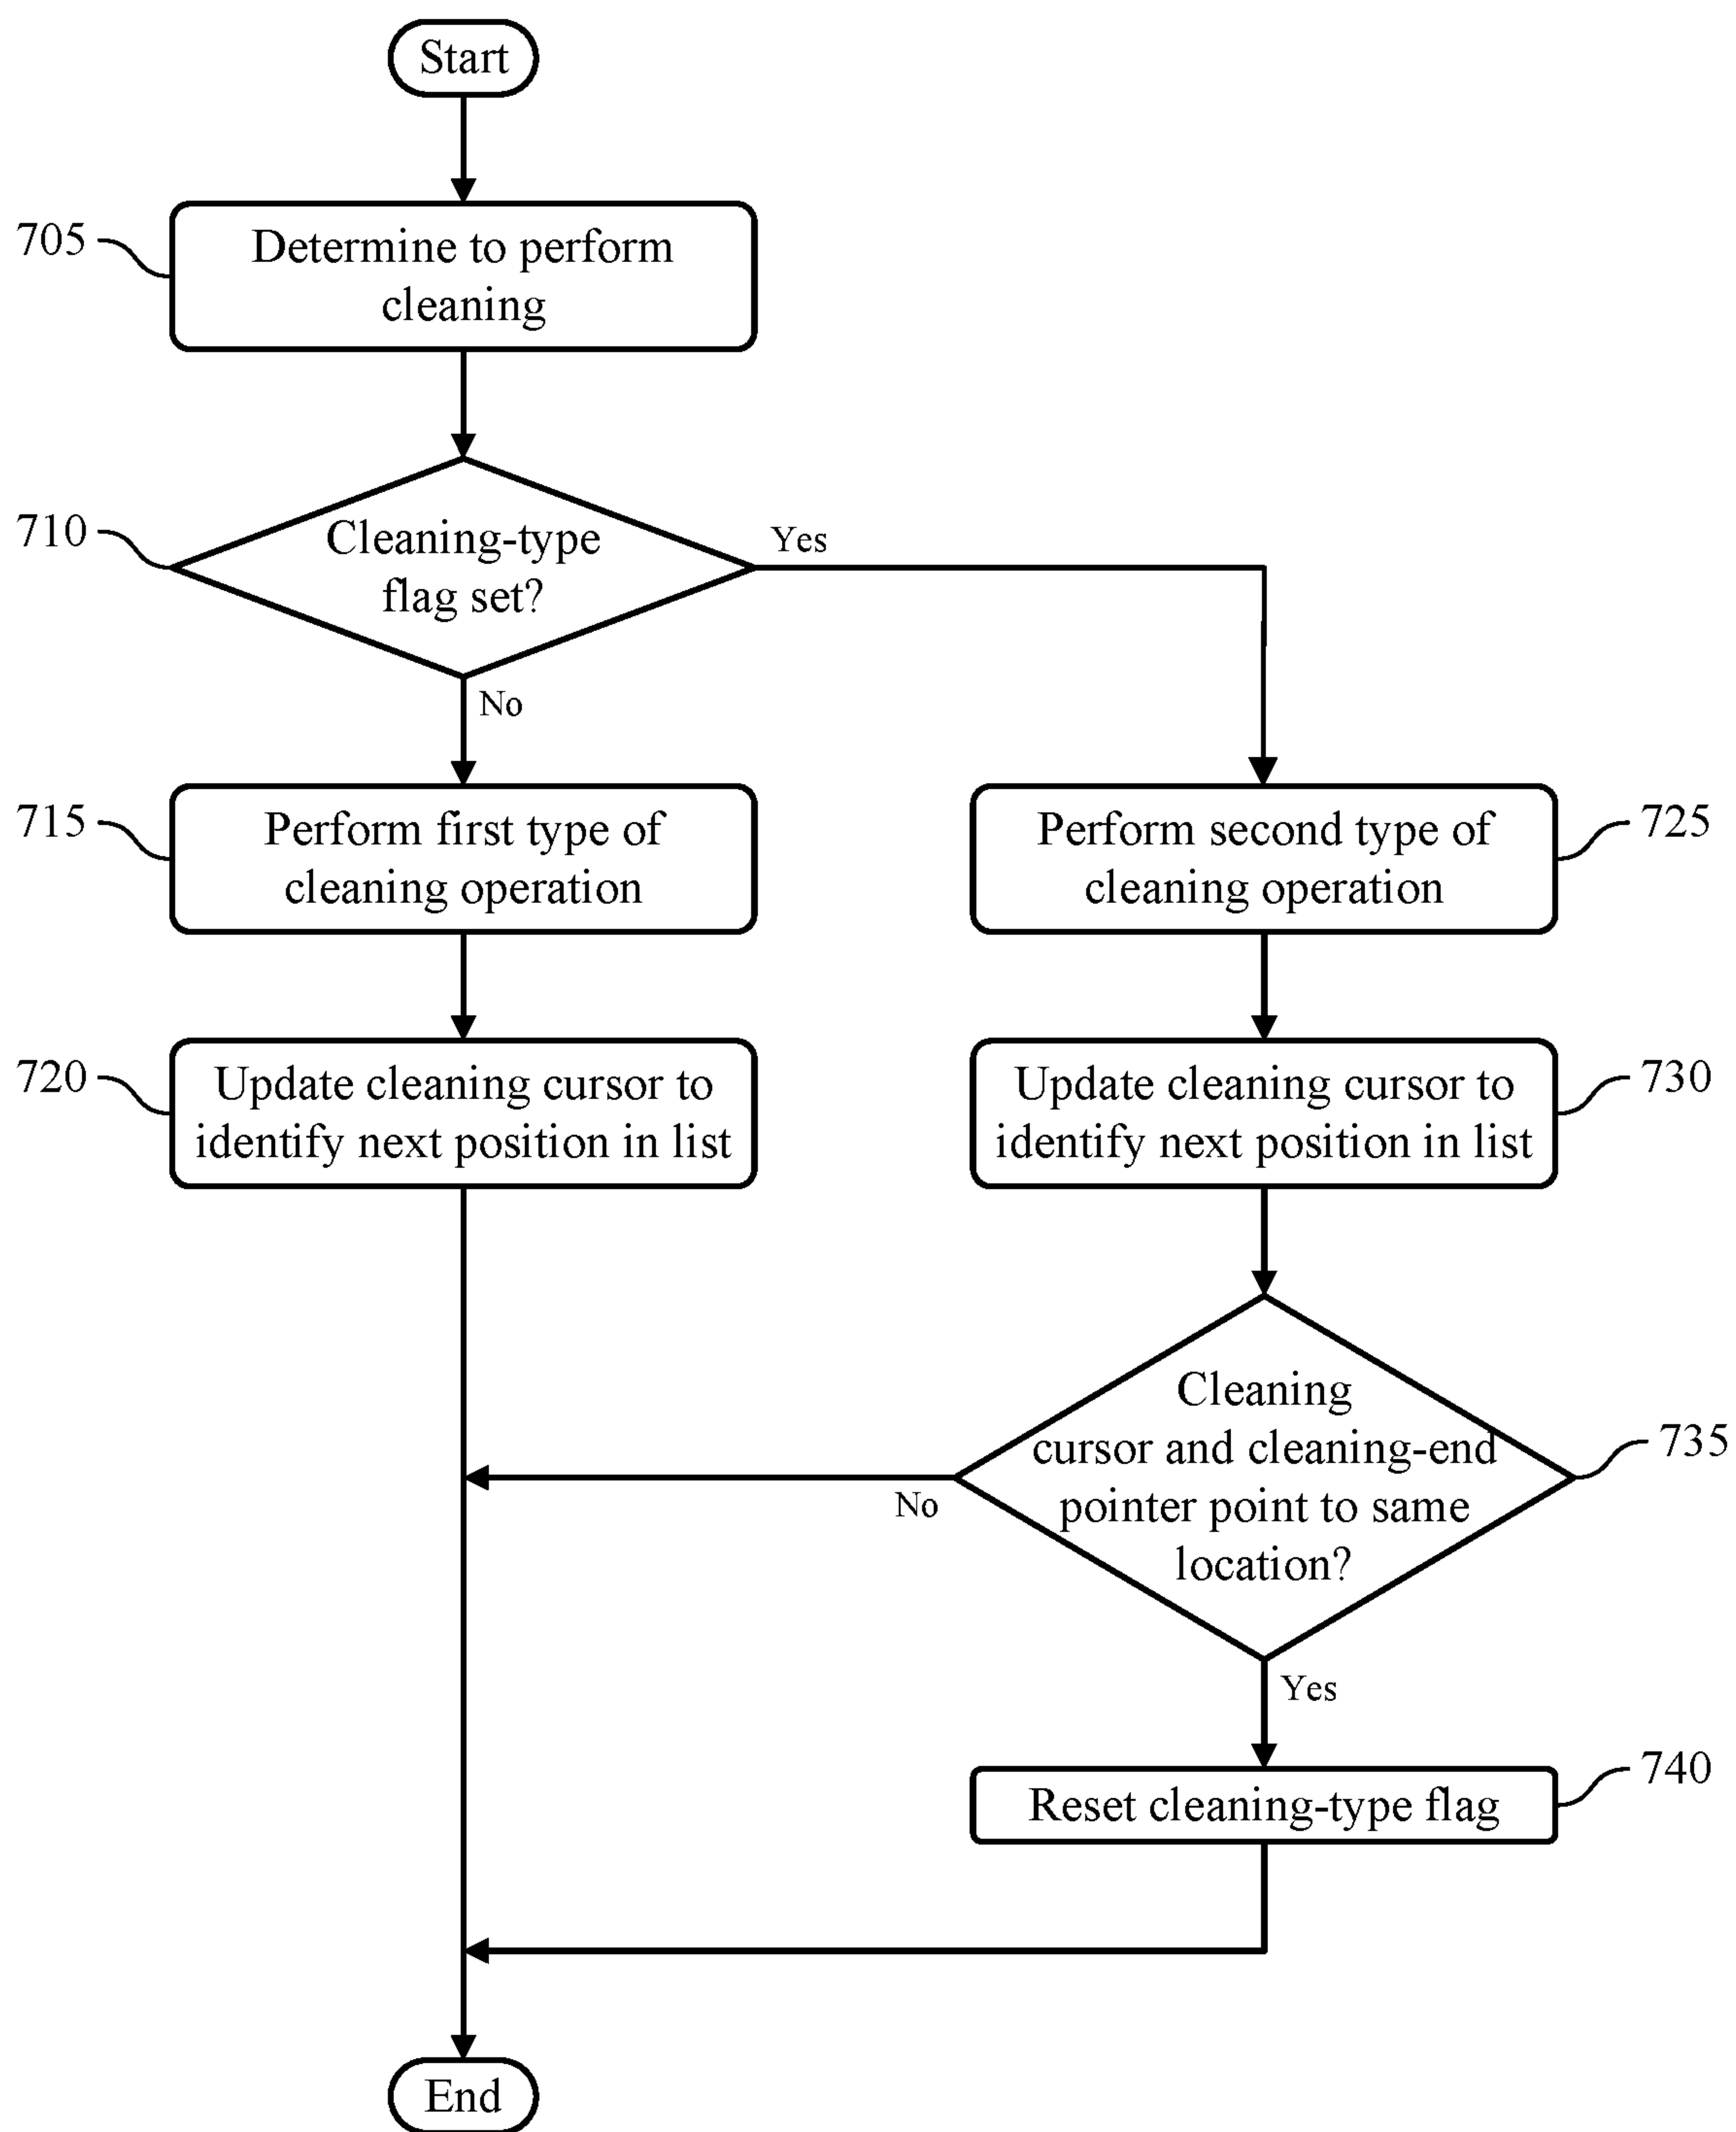 Start
705
Determine to perform
cleaning
710
Cleaning-type
flag set?
Yes
No
715
Perform first type of
cleaning operation
Perform second type of
cleaning operation
725
720
Update cleaning cursor to
identify next position in list
Update cleaning cursor to
identify next position in list
730
Cleaning
cursor and cleaning-end
pointer point to same
location?
735
No
Yes
740
Reset cleaning-type flag
End